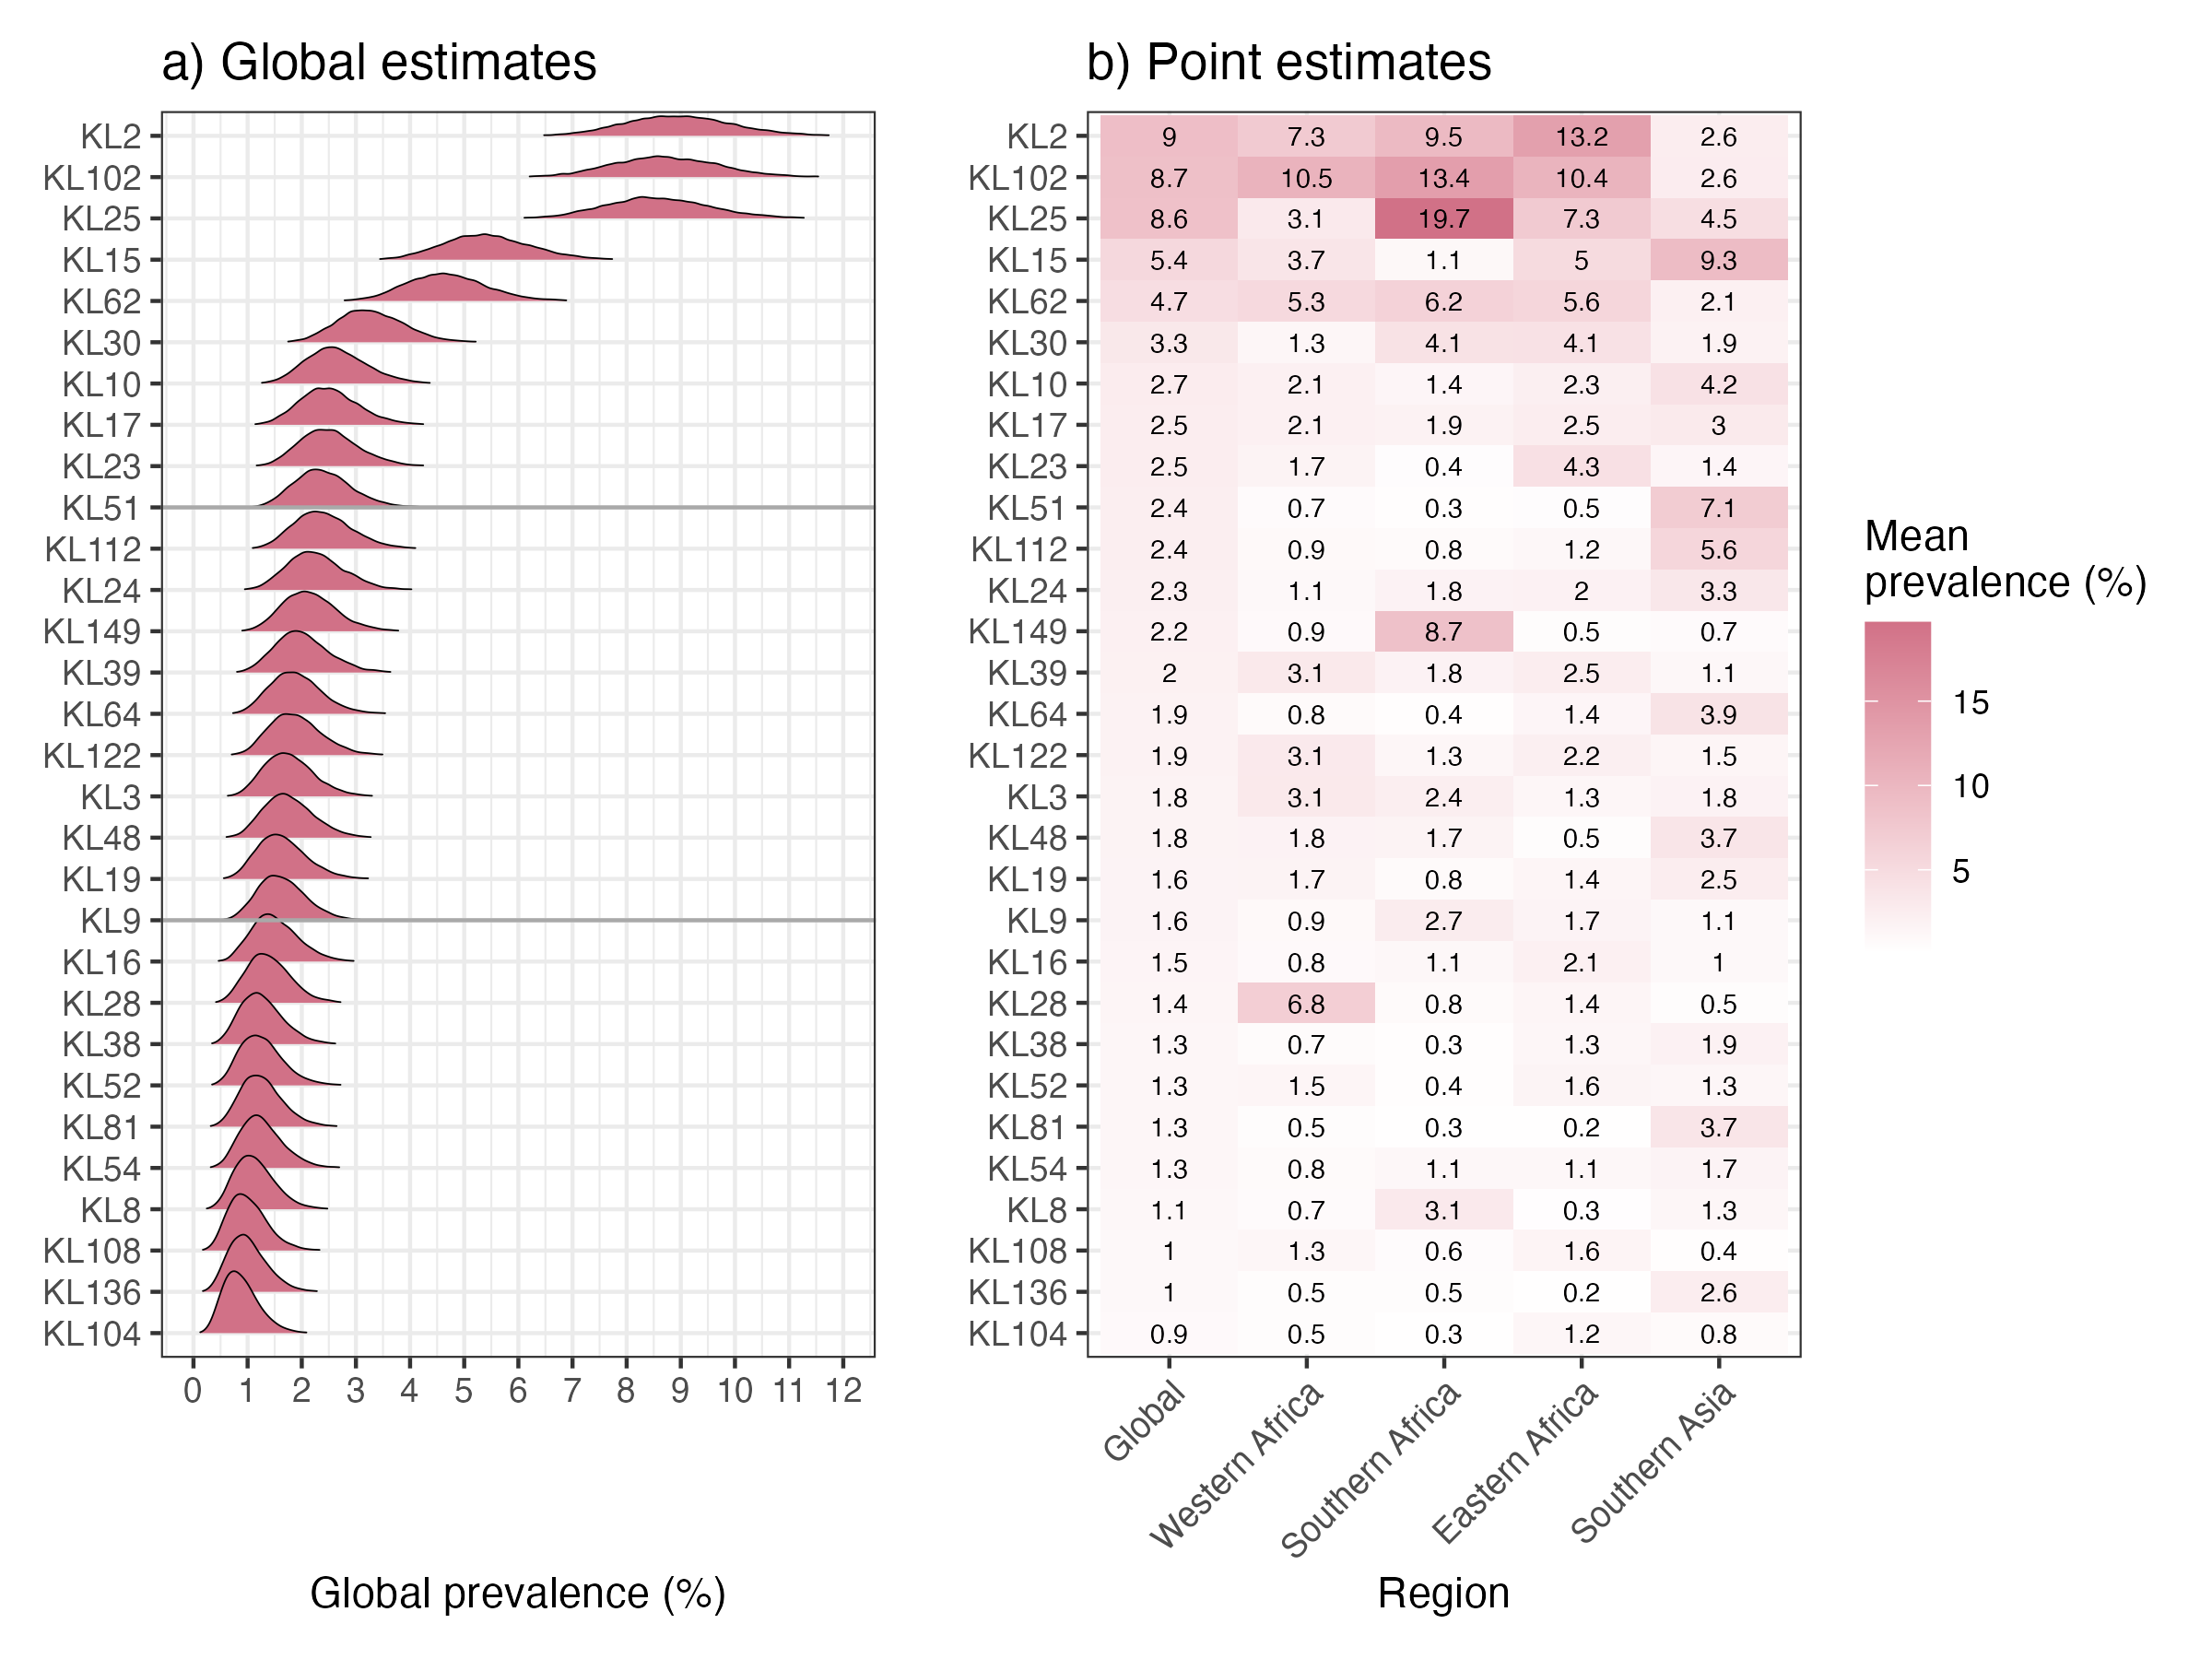 a) Global estimates
KL2
KL102
KL25
KL15
KL62
KL30
KL10
KL17
KL23
KL51
KL112
KL24
KL149
KL39
KL64
KL122
KL3
KL48
KL19
KL9
KL16
KL28
KL38
KL52
KL81
KL54
KL8
KL108
KL136
KL104
0 1 2 3 4 5 6 7 8 9 10 11 12
Global prevalence (%)
b) Point estimates
KL2 9 7.3 9.5 13.2 2.6
KL102 8.7 10.5 13.4 10.4 2.6
KL25 8.6 3.1 19.7 7.3 4.5
KL15 5.4 3.7 1.1 5 9.3
KL62 4.7 5.3 6.2 5.6 2.1
KL30 3.3 1.3 4.1 4.1 1.9
KL10 2.7 2.1 1.4 2.3 4.2
KL17 2.5 2.1 1.9 2.5 3
KL23 2.5 1.7 0.4 4.3 1.4
KL51 2.4 0.7 0.3 0.5 7.1
KL112 2.4 0.9 0.8 1.2 5.6
KL24 2.3 1.1 1.8 2 3.3
KL149 2.2 0.9 8.7 0.5 0.7
KL39 2 3.1 1.8 2.5 1.1
KL64 1.9 0.8 0.4 1.4 3.9
KL122 1.9 3.1 1.3 2.2 1.5
KL3 1.8 3.1 2.4 1.3 1.8
KL48 1.8 1.8 1.7 0.5 3.7
KL19 1.6 1.7 0.8 1.4 2.5
KL9 1.6 0.9 2.7 1.7 1.1
KL16 1.5 0.8 1.1 2.1 1
KL28 1.4 6.8 0.8 1.4 0.5
KL38 1.3 0.7 0.3 1.3 1.9
KL52 1.3 1.5 0.4 1.6 1.3
KL81 1.3 0.5 0.3 0.2 3.7
KL54 1.3 0.8 1.1 1.1 1.7
KL8 1.1 0.7 3.1 0.3 1.3
KL108 1 1.3 0.6 1.6 0.4
KL136 1 0.5 0.5 0.2 2.6
KL104 0.9 0.5 0.3 1.2 0.8
Global
Western Africa
Southern Africa
Eastern Africa
Southern Asia
Region
Mean
prevalence (%)
15
10
5